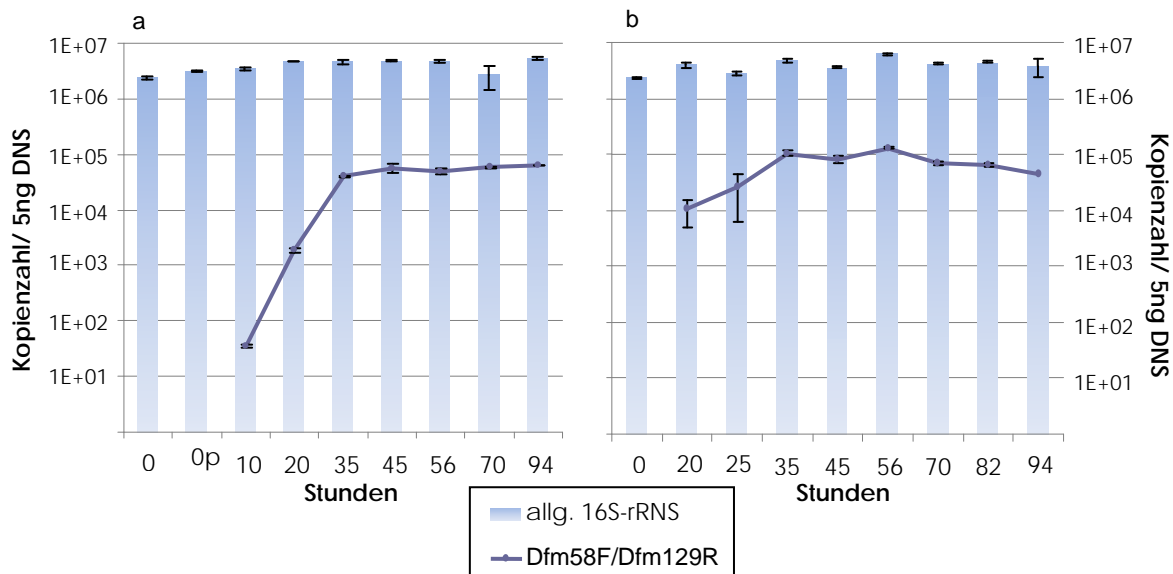 a
b
1E+07
1E+06
1E+05
1E+04
1E+03
1E+02
1E+01
Kopienzahl/ 5ng DNS
0 0p 10 20 35 45 56 70 94
Stunden
1E+07
1E+06
1E+05
1E+04
1E+03
1E+02
1E+01
Kopienzahl/ 5ng DNS
0 20 25 35 45 56 70 82 94
Stunden
allg. 16S-rRNS
Dfm58F/Dfm129R